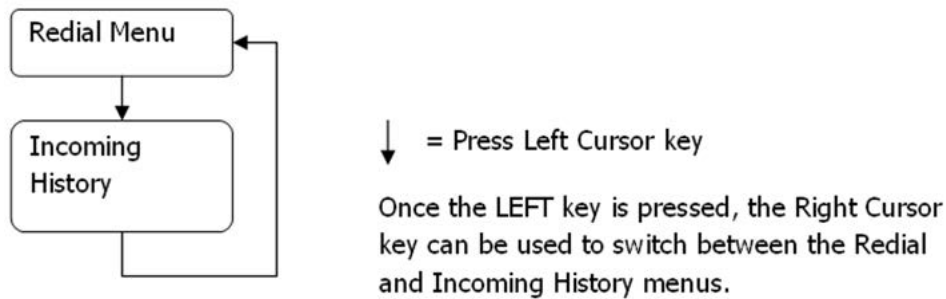 Redial Menu
Incoming
History
= Press Left Cursor key
Once the LEFT key is pressed, the Right Cursor
key can be used to switch between the Redial
and Incoming History menus.